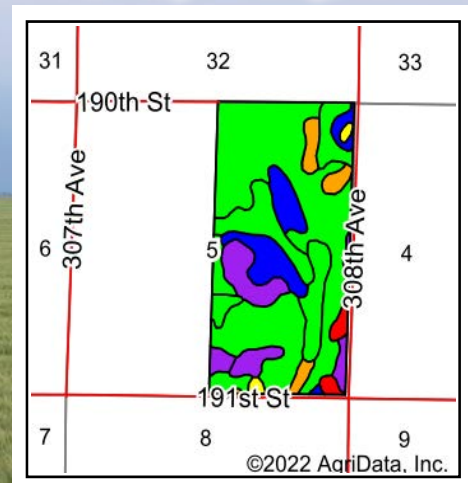 31 32 33
190th St
307th Ave
6 5 308th Ave 4
191st St
7 8 9
©2022 AgriData, Inc.